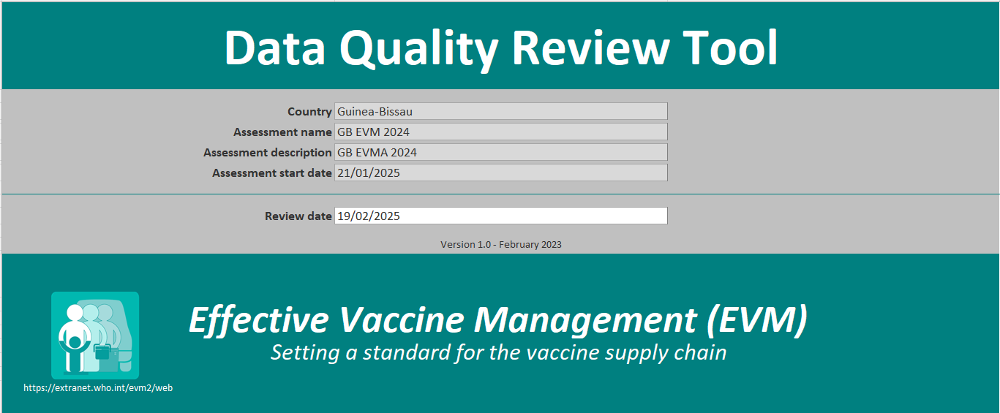 Data Quality Review Tool
Country Guinea-Bissau
Assessment name GB EVM 2024
Assessment description GB EVMA 2024
Assessment start date 21/01/2025
Review date 19/02/2025
Version 1.0 - February 2023
Effective Vaccine Management (EVM)
Setting a standard for the vaccine supply chain
https://extranet.who.int/evm2/web